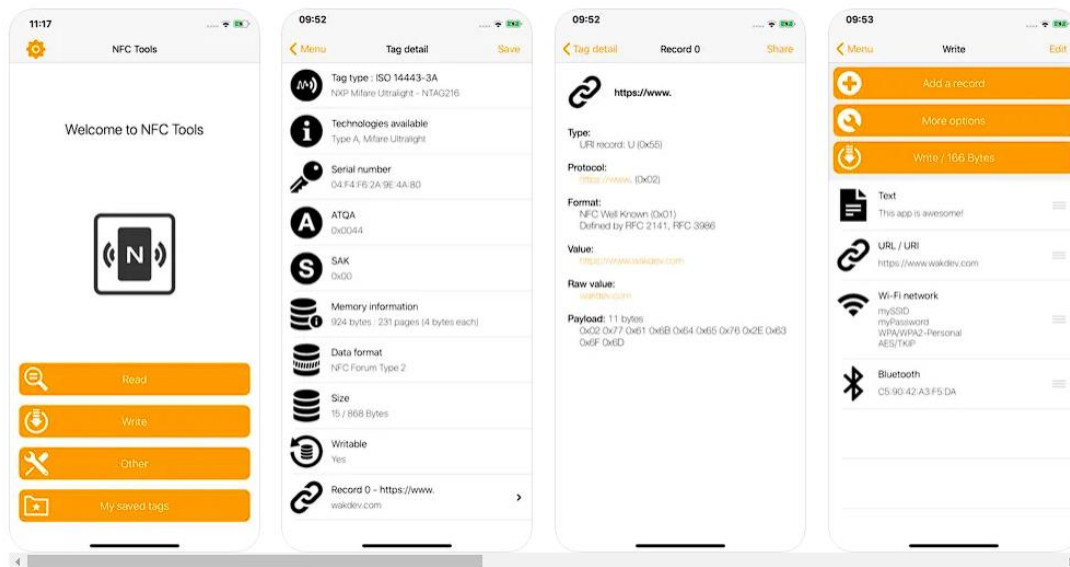 11:17
NFC Tools
Welcome to NFC Tools
N
Read
Write
Other
My saved tags
09:52
Menu
Tag detail
Save
Tag type : ISO 14443-3A
NXP Mifare Ultralight - NTAG216
Technologies available
Type A, Mifare Ultralight
Serial number
04:F4:F6:2A:9E:4A:80
A
ATQA
0x0044
S
SAK
0x00
Memory information
924 bytes : 231 pages (4 bytes each)
Data format
NFC Forum Type 2
Size
15 / 868 Bytes
Writable
Yes
Record 0 - https://www.
wakdev.com
09:52
Tag detail
Record 0
Share
https://www.
Type:
URI record: U (0x55)
Protocol:
https://www. (0x02)
Format:
NFC Well Known (0x01)
Defined by RFC 2141, RFC 3986
Value:
https://www.wakdev.com
Raw value:
wakdev.com
Payload: 11 bytes
0x02 0x77 0x61 0x6B 0x64 0x65 0x76 0x2E 0x63
0x6F 0x6D
09:53
Menu
Write
Edit
Add a record
More options
Write / 166 Bytes
Text
This app is awesome!
URL / URI
https://www.wakdev.com
Wi-Fi network
mySSID
myPassword
WPA/WPA2-Personal
AES/TKIP
Bluetooth
C5:90:42:A3:F5:DA